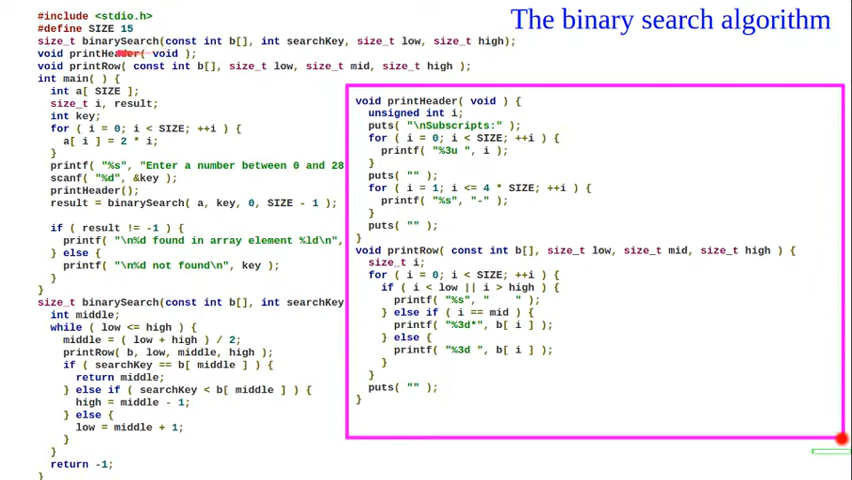 The binary search algorithm
#include <stdio.h>
#define SIZE 15
size_t binarySearch(const int b[], int searchKey, size_t low, size_t high);
void printHeader( void );
void printRow( const int b[], size_t low, size_t mid, size_t high );
int main( ) {
int a[ SIZE ];
size_t i, result;
int key;
for ( i = 0; i < SIZE; ++i ) {
a[ i ] = 2 * i;
}
printf( "%s", "Enter a number between 0 and 28
scanf( "%d", &key );
printHeader();
result = binarySearch( a, key, 0, SIZE - 1 );
if ( result != -1 ) {
printf( "\n%d found in array element %ld\n",
} else {
printf( "\n%d not found\n", key );
}
}
size_t binarySearch(const int b[], int searchKey
int middle;
while ( low <= high ) {
middle = ( low + high ) / 2;
printRow( b, low, middle, high );
if ( searchKey == b[ middle ] ) {
return middle;
} else if ( searchKey < b[ middle ] ) {
high = middle - 1;
} else {
low = middle + 1;
}
}
return -1;
}
void printHeader( void ) {
unsigned int i;
puts( "\nSubscripts:" );
for ( i = 0; i < SIZE; ++i ) {
printf( "%3u ", i );
}
puts( "" );
for ( i = 1; i <= 4 * SIZE; ++i ) {
printf( "%s", "-" );
}
puts( "" );
}
void printRow( const int b[], size_t low, size_t mid, size_t high ) {
size_t i;
for ( i = 0; i < SIZE; ++i ) {
if ( i < low || i > high ) {
printf( "%s", "    " );
} else if ( i == mid ) {
printf( "%3d*", b[ i ] );
} else {
printf( "%3d ", b[ i ] );
}
}
puts( "" );
}